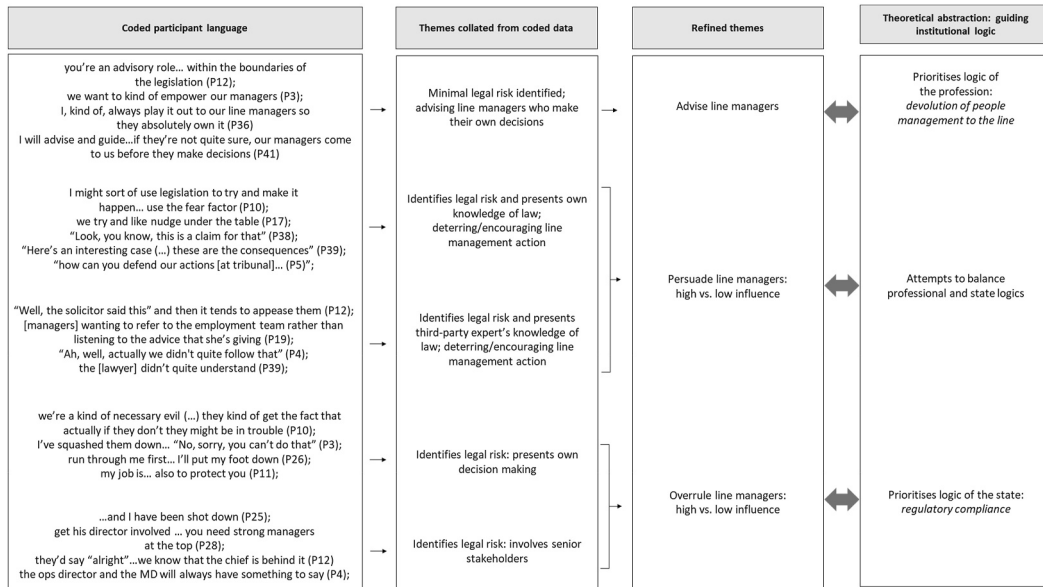 Coded participant language
Themes collated from coded data
Refined themes
Theoretical abstraction: guiding
institutional logic
you’re an advisory role… within the boundaries of
the legislation (P12);
we want to kind of empower our managers (P3);
I, kind of, always play it out to our line managers so
they absolutely own it (P36)
I will advise and guide…if they’re not quite sure, our managers come
to us before they make decisions (P41)
Minimal legal risk identified;
advising line managers who make
their own decisions
Advise line managers
Prioritises logic of
the profession:
devolution of people
management to the line
I might sort of use legislation to try and make it
happen… use the fear factor (P10);
we try and like nudge under the table (P17);
“Look, you know, this is a claim for that” (P38);
“Here’s an interesting case (…) these are the consequences” (P39);
“how can you defend our actions [at tribunal]… (P5)”;
Identifies legal risk and presents own
knowledge of law;
deterring/encouraging line
management action
“Well, the solicitor said this” and then it tends to appease them (P12);
[managers] wanting to refer to the employment team rather than
listening to the advice that she’s giving (P19);
“Ah, well, actually we didn't quite follow that” (P4);
the [lawyer] didn’t quite understand (P39);
Identifies legal risk and presents
third-party expert’s knowledge of
law; deterring/encouraging line
management action
Persuade line managers:
high vs. low influence
Attempts to balance
professional and state logics
we’re a kind of necessary evil (…) they kind of get the fact that
actually if they don’t they might be in trouble (P10);
I’ve squashed them down… “No, sorry, you can’t do that” (P3);
run through me first… I’ll put my foot down (P26);
my job is… also to protect you (P11);
Identifies legal risk: presents own
decision making
…and I have been shot down (P25);
get his director involved … you need strong managers
at the top (P28);
they’d say “alright”…we know that the chief is behind it (P12)
the ops director and the MD will always have something to say (P4);
Identifies legal risk: involves senior
stakeholders
Overrule line managers:
high vs. low influence
Prioritises logic of the state:
regulatory compliance